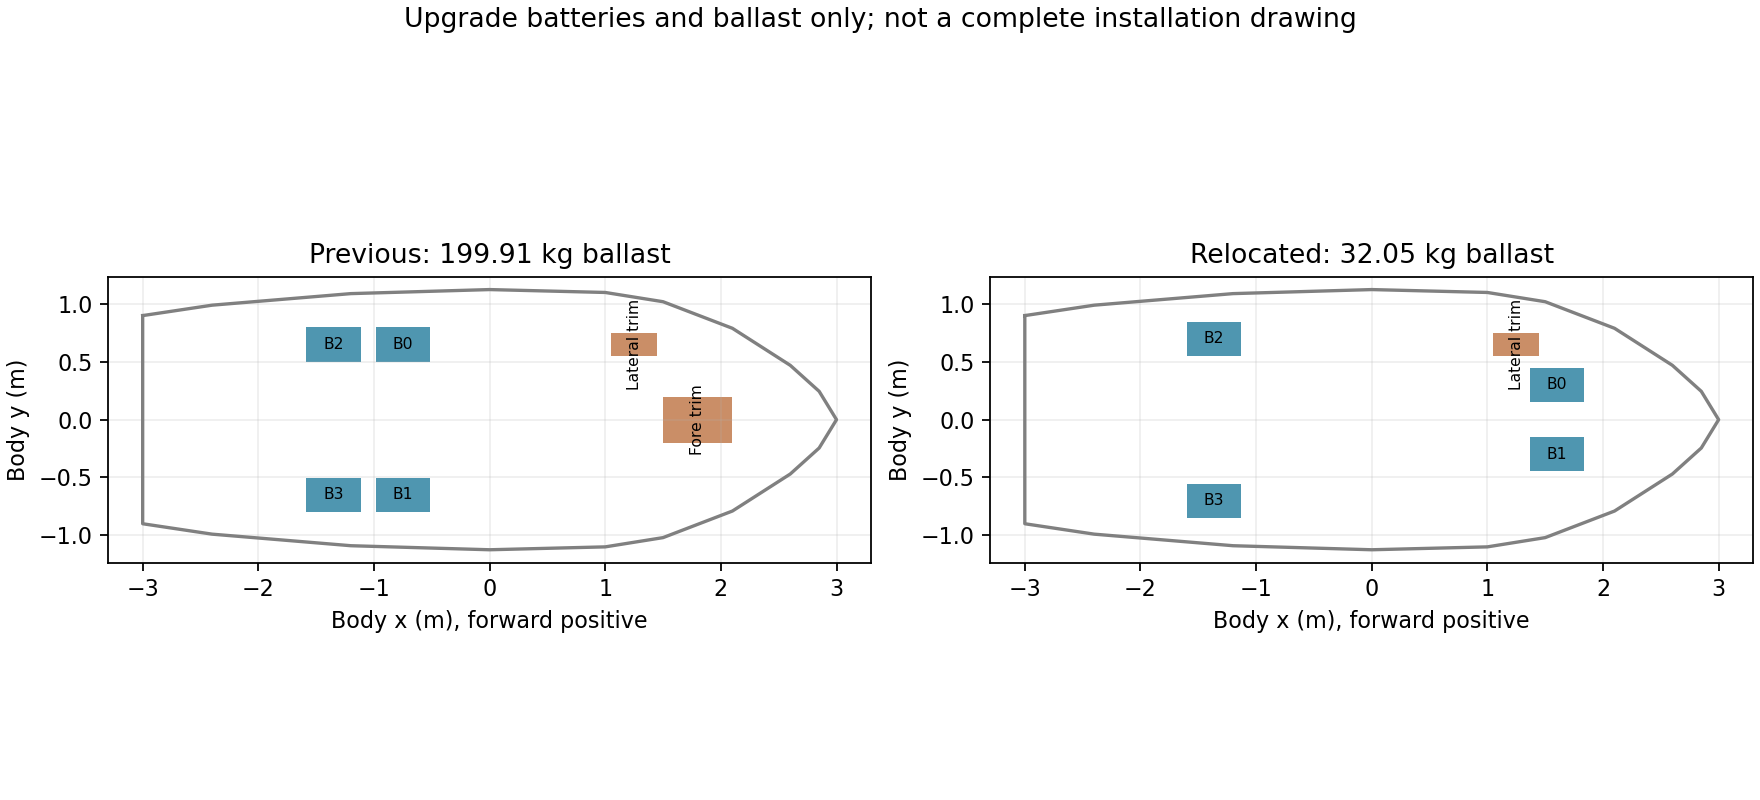 Upgrade batteries and ballast only; not a complete installation drawing
Previous: 199.91 kg ballast
Body y (m)
1.0
0.5
0.0
−0.5
−1.0
B2
B0
B3
B1
Lateral trim
Fore trim
−3
−2
−1
0
1
2
3
Body x (m), forward positive
Relocated: 32.05 kg ballast
Body y (m)
1.0
0.5
0.0
−0.5
−1.0
B2
Lateral trim
B0
B1
B3
−3
−2
−1
0
1
2
3
Body x (m), forward positive